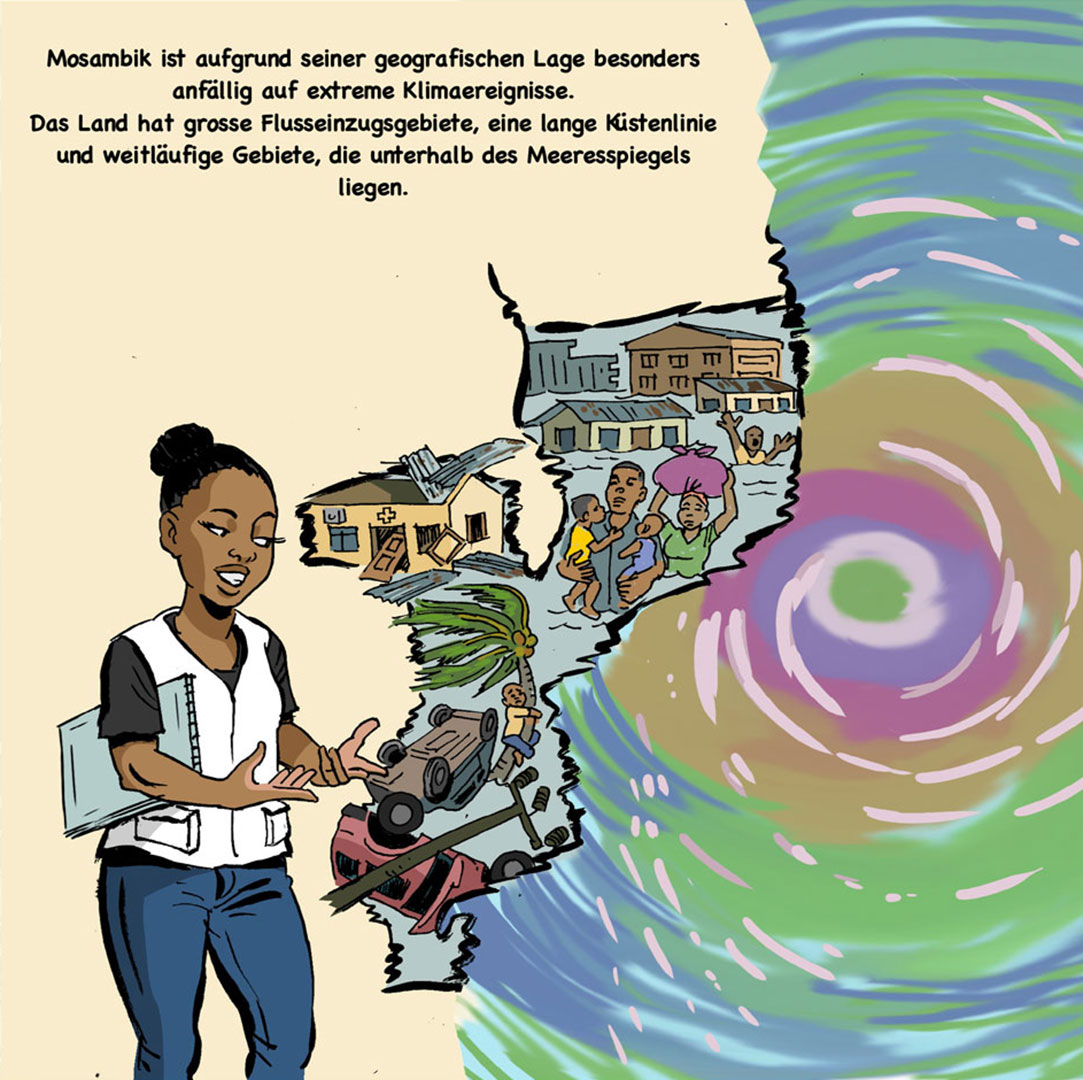 Mosambik ist aufgrund seiner geografischen Lage besonders
anfällig auf extreme Klimaereignisse.
Das Land hat grosse Flusseinzugsgebiete, eine lange Küstenlinie
und weitläufige Gebiete, die unterhalb des Meeresspiegels
liegen.